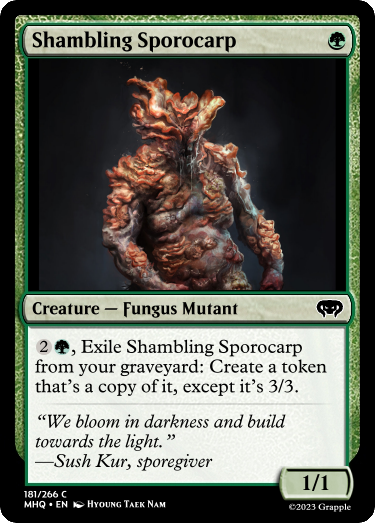 Shambling Sporocarp
Creature — Fungus Mutant
2, Exile Shambling Sporocarp
from your graveyard: Create a token
that's a copy of it, except it's 3/3.
"We bloom in darkness and build
towards the light."
—Sush Kur, sporegiver
1/1
181/266 C
MHQ • EN Hyoung Taek Nam
©2023 Grapple